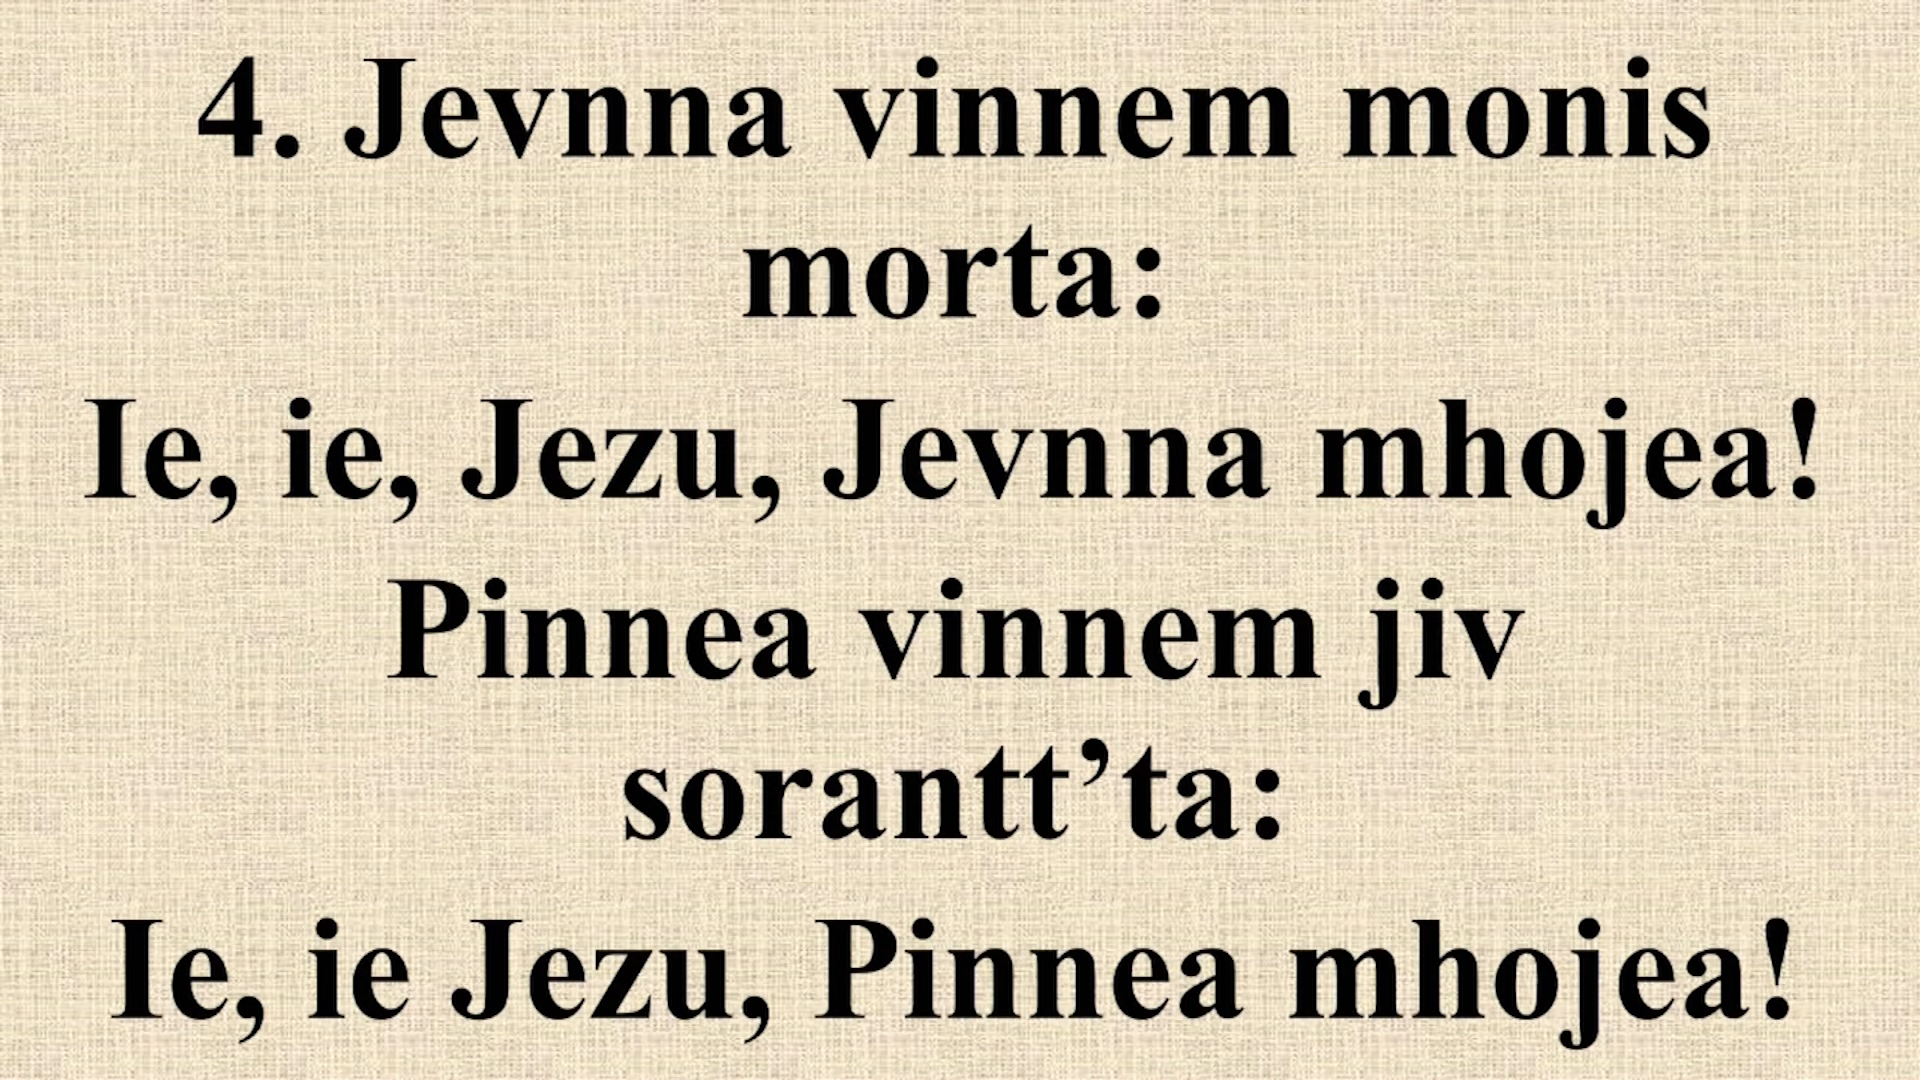 4. Jevnna vinnem monis
morta:
Ie, ie, Jezu, Jevnna mhojea!
Pinnea vinnem jiv
sorantt’ta:
Ie, ie Jezu, Pinnea mhojea!